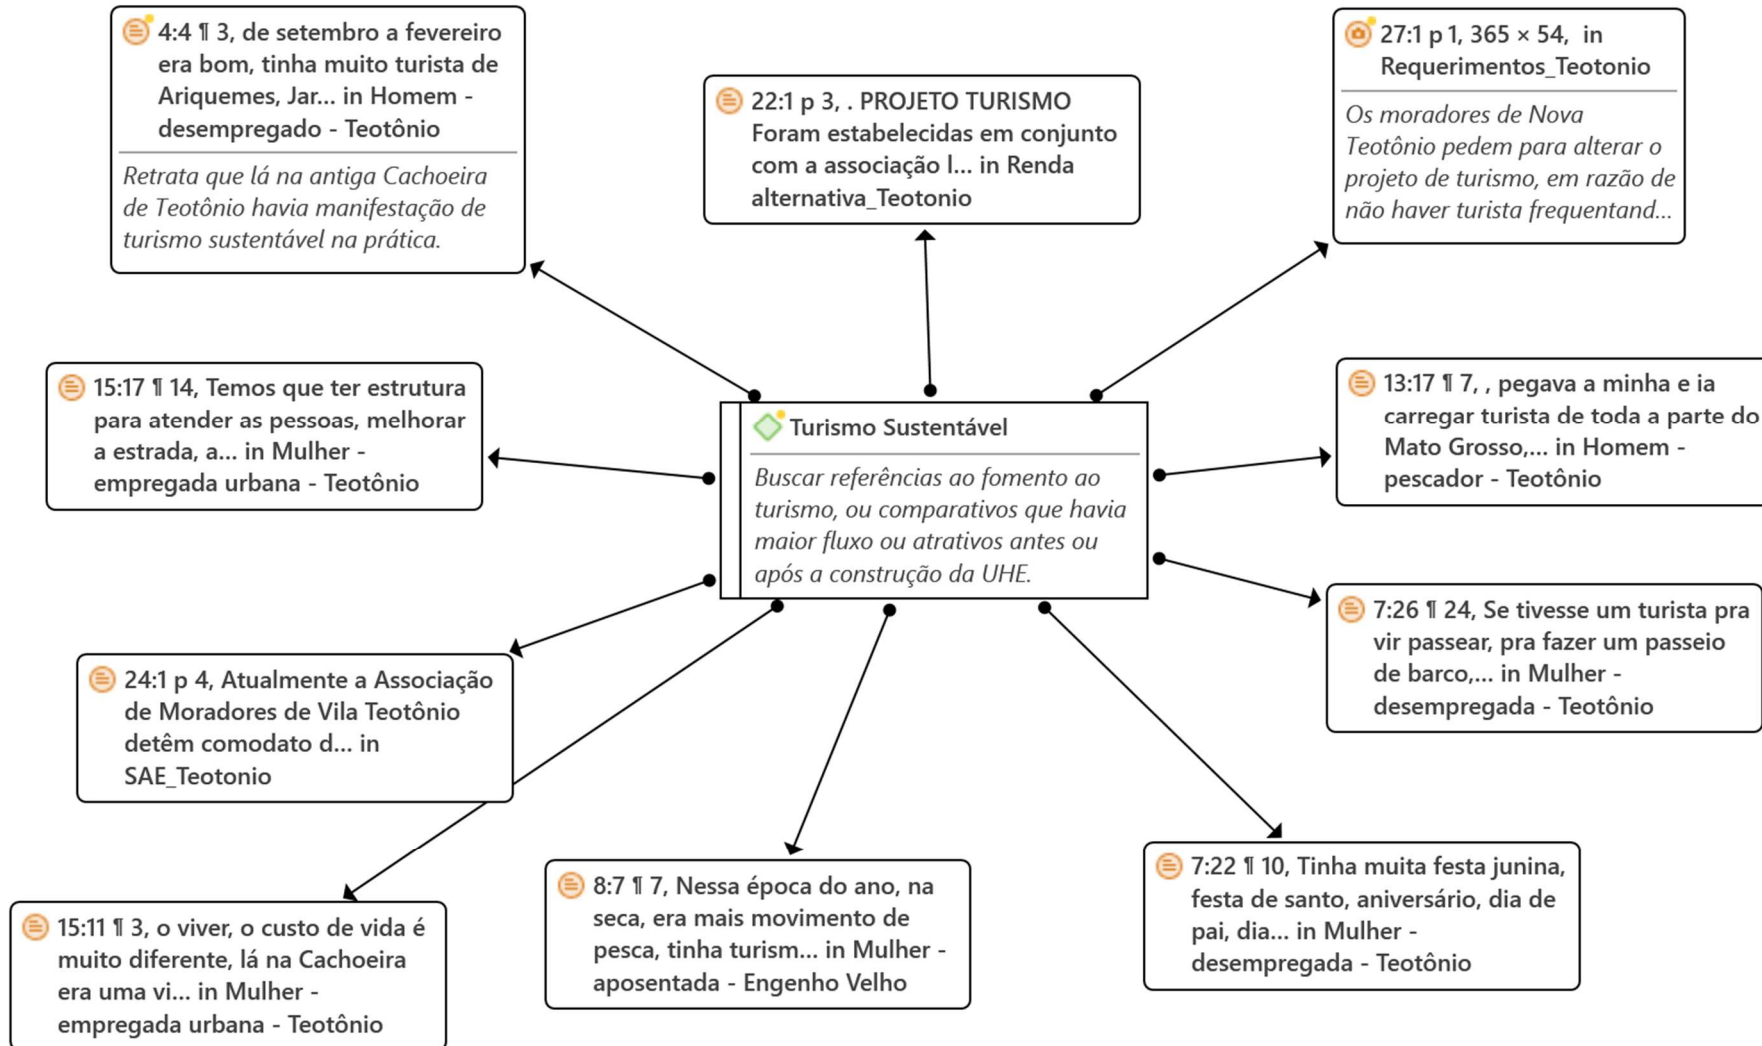 4:4 ¶ 3, de setembro a fevereiro
era bom, tinha muito turista de
Ariquemes, Jar... in Homem -
desempregado - Teotônio
Retrata que lá na antiga Cachoeira
de Teotônio havia manifestação de
turismo sustentável na prática.
22:1 p 3, . PROJETO TURISMO
Foram estabelecidas em conjunto
com a associação l... in Renda
alternativa_Teotonio
27:1 p 1, 365 × 54, in
Requerimentos_Teotonio
Os moradores de Nova
Teotônio pedem para alterar o
projeto de turismo, em razão de
não haver turista frequentand...
15:17 ¶ 14, Temos que ter estrutura
para atender as pessoas, melhorar
a estrada, a... in Mulher -
empregada urbana - Teotônio
Turismo Sustentável
Buscar referências ao fomento ao
turismo, ou comparativos que havia
maior fluxo ou atrativos antes ou
após a construção da UHE.
13:17 ¶ 7, , pegava a minha e ia
carregar turista de toda a parte do
Mato Grosso,... in Homem -
pescador - Teotônio
7:26 ¶ 24, Se tivesse um turista pra
vir passear, pra fazer um passeio
de barco,... in Mulher -
desempregada - Teotônio
24:1 p 4, Atualmente a Associação
de Moradores de Vila Teotônio
detêm comodato d... in
SAE_Teotonio
15:11 ¶ 3, o viver, o custo de vida é
muito diferente, lá na Cachoeira
era uma vi... in Mulher -
empregada urbana - Teotônio
8:7 ¶ 7, Nessa época do ano, na
seca, era mais movimento de
pesca, tinha turism... in Mulher -
aposentada - Engenho Velho
7:22 ¶ 10, Tinha muita festa junina,
festa de santo, aniversário, dia de
pai, dia... in Mulher -
desempregada - Teotônio